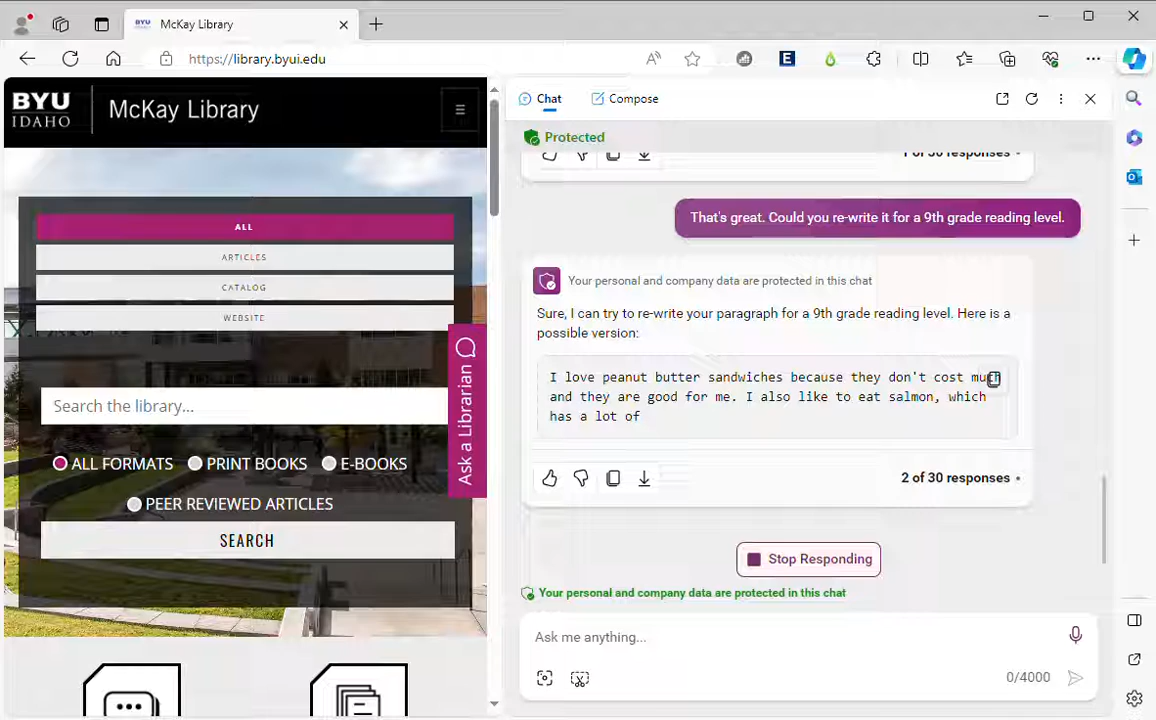 McKay Library
https://library.byui.edu
BYU
IDAHO
McKay Library
ALL
ARTICLES
CATALOG
WEBSITE
Search the library...
ALL FORMATS
PRINT BOOKS
E-BOOKS
PEER REVIEWED ARTICLES
SEARCH
Ask a Librarian
Chat
Compose
Protected
1 of 30 responses
That's great. Could you re-write it for a 9th grade reading level.
Your personal and company data are protected in this chat
Sure, I can try to re-write your paragraph for a 9th grade reading level. Here is a
possible version:
I love peanut butter sandwiches because they don't cost much
and they are good for me. I also like to eat salmon, which
has a lot of
2 of 30 responses
Stop Responding
Your personal and company data are protected in this chat
Ask me anything...
0/4000